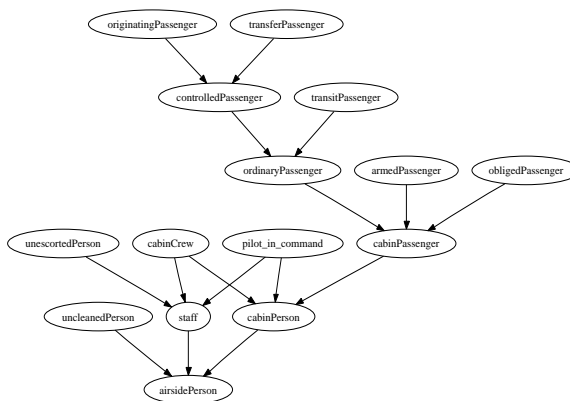 originatingPassenger
transferPassenger
controlledPassenger
transitPassenger
ordinaryPassenger
armedPassenger
obligedPassenger
unescortedPerson
cabinCrew
pilot_in_command
cabinPassenger
uncleanedPerson
staff
cabinPerson
airsidePerson